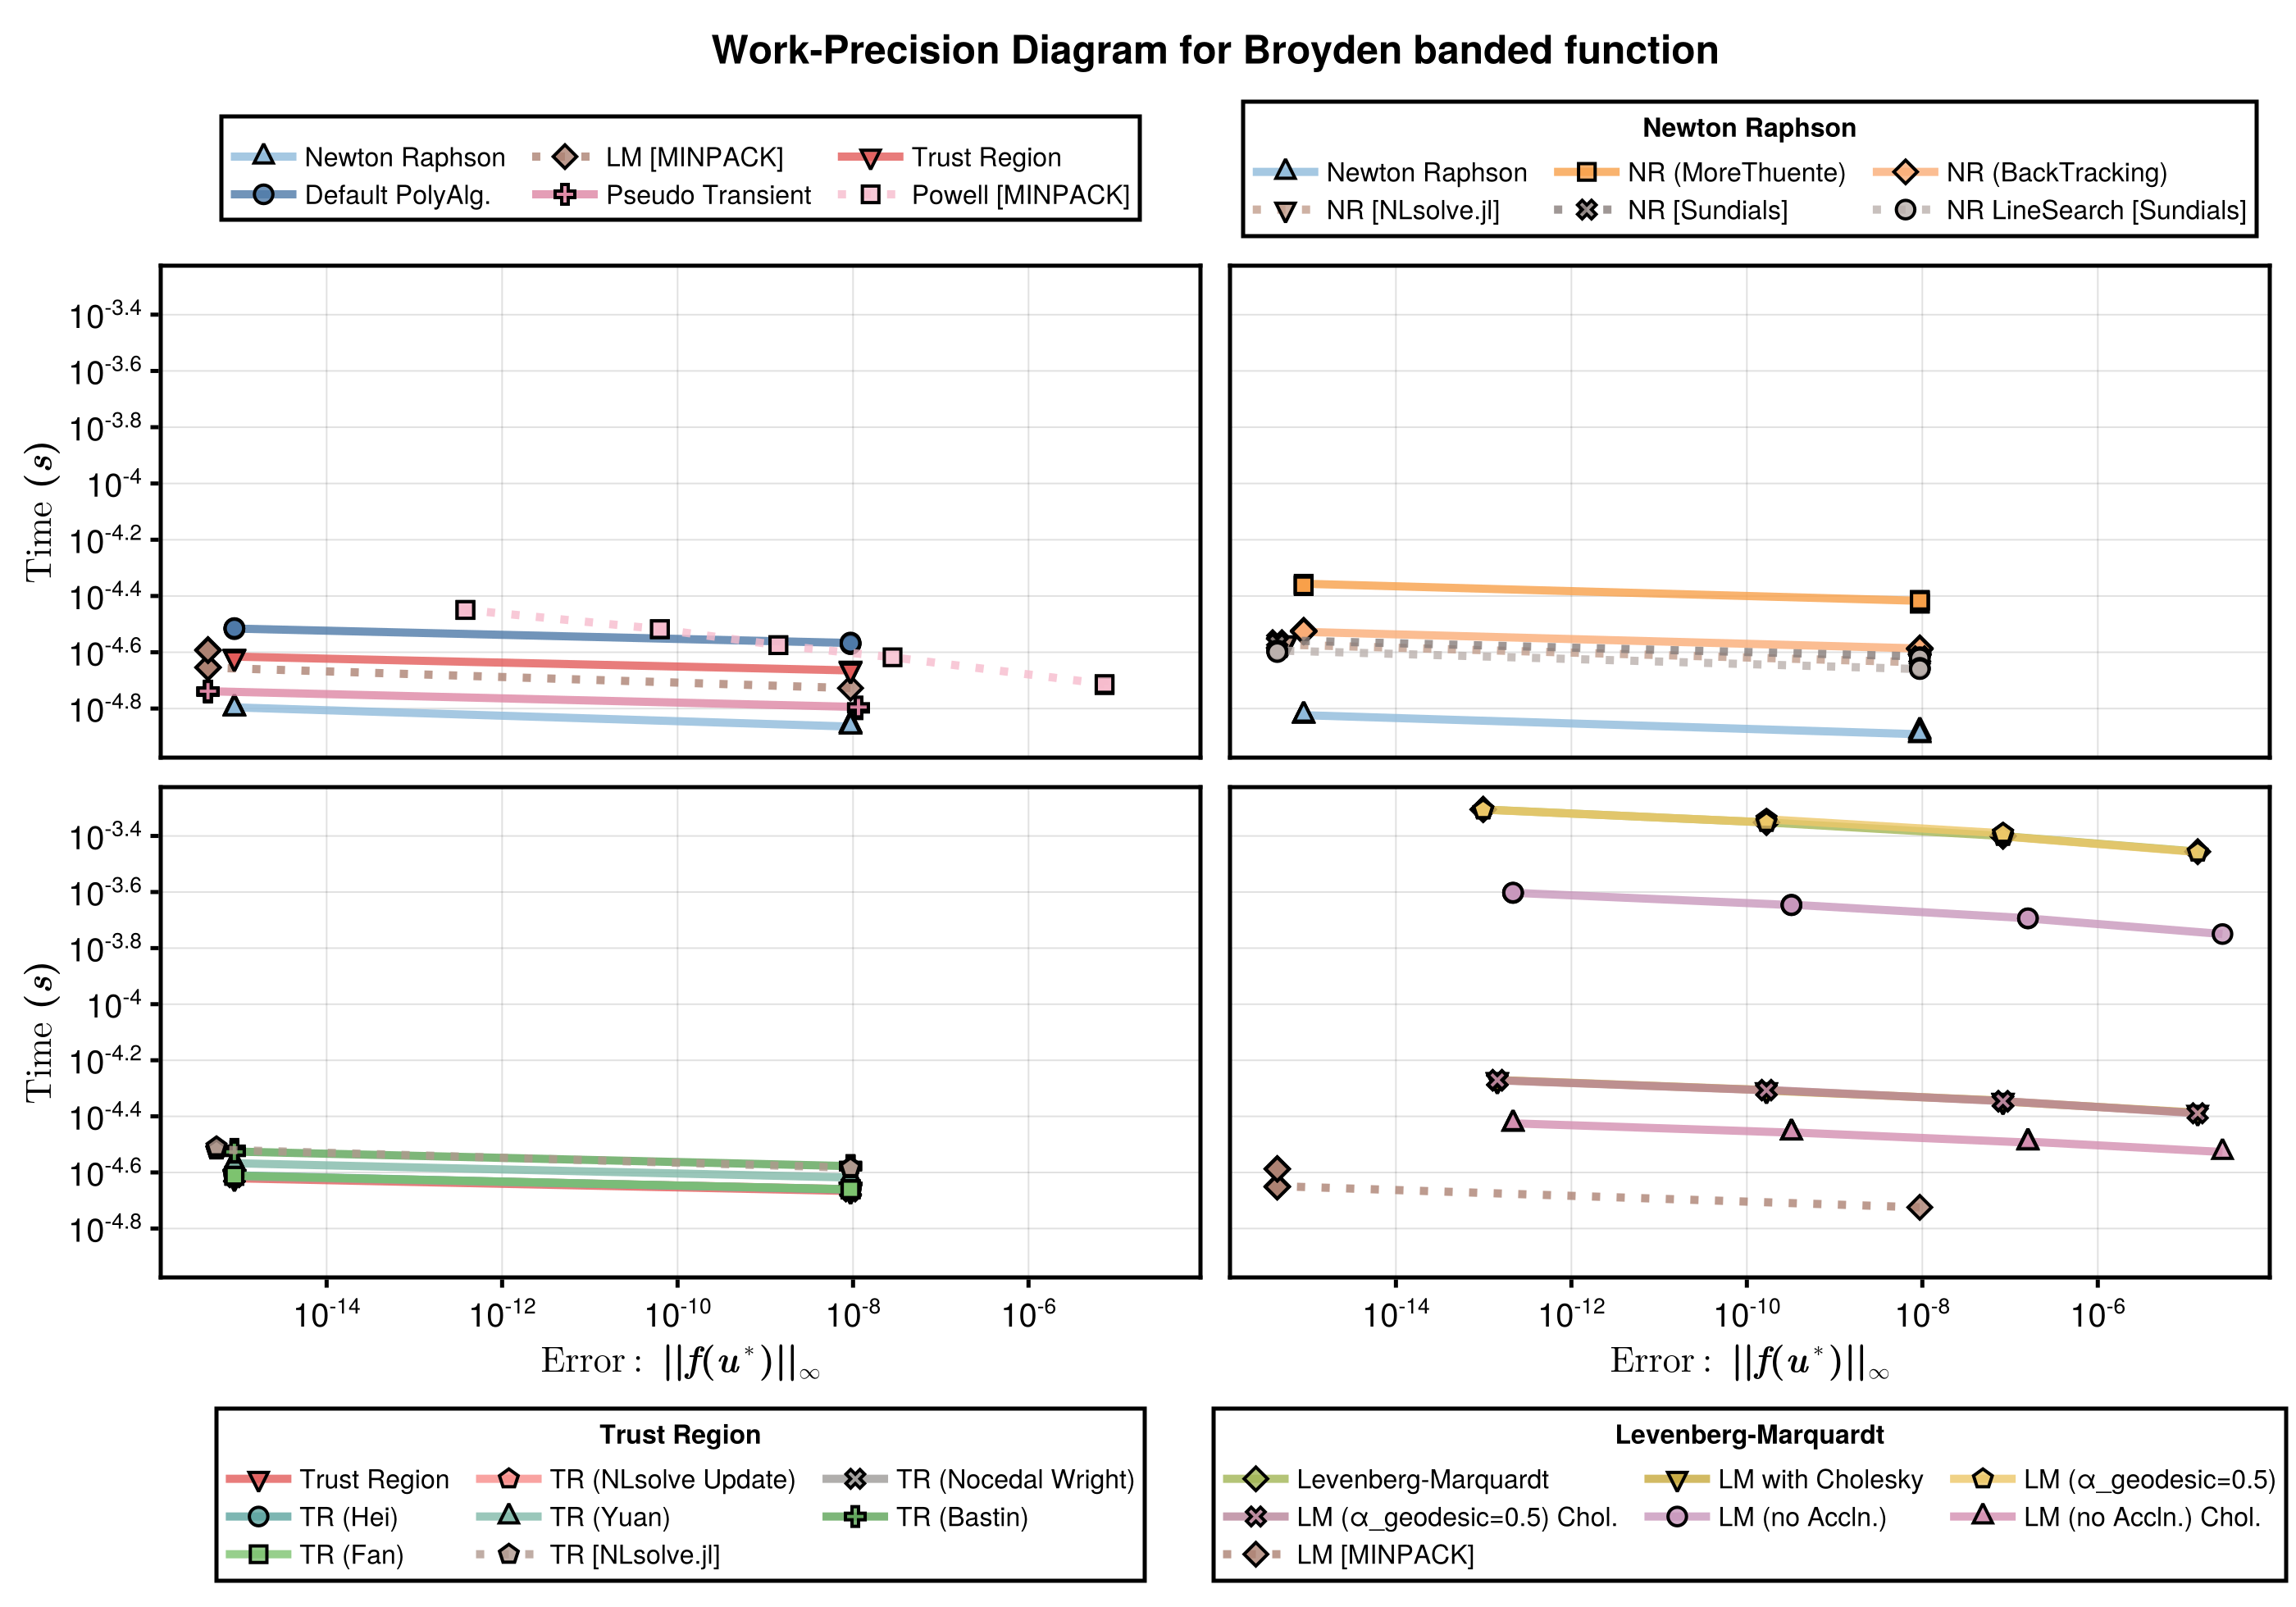 Work-Precision Diagram for Broyden banded function
Newton Raphson LM [MINPACK] Trust Region
Default PolyAlg. Pseudo Transient Powell [MINPACK]
Newton Raphson
Newton Raphson NR (MoreThuente) NR (BackTracking)
NR [NLsolve.jl] NR [Sundials] NR LineSearch [Sundials]
Time (s)
10^-3.4
10^-3.6
10^-3.8
10^-4
10^-4.2
10^-4.4
10^-4.6
10^-4.8
Time (s)
10^-3.4
10^-3.6
10^-3.8
10^-4
10^-4.2
10^-4.4
10^-4.6
10^-4.8
10^-14 10^-12 10^-10 10^-8 10^-6
Error : ||f(u*)||∞
10^-14 10^-12 10^-10 10^-8 10^-6
Error : ||f(u*)||∞
Trust Region
Trust Region TR (NLsolve Update) TR (Nocedal Wright)
TR (Hei) TR (Yuan) TR (Bastin)
TR (Fan) TR [NLsolve.jl]
Levenberg-Marquardt
Levenberg-Marquardt LM with Cholesky LM (α_geodesic=0.5)
LM (α_geodesic=0.5) Chol. LM (no Accln.) LM (no Accln.) Chol.
LM [MINPACK]